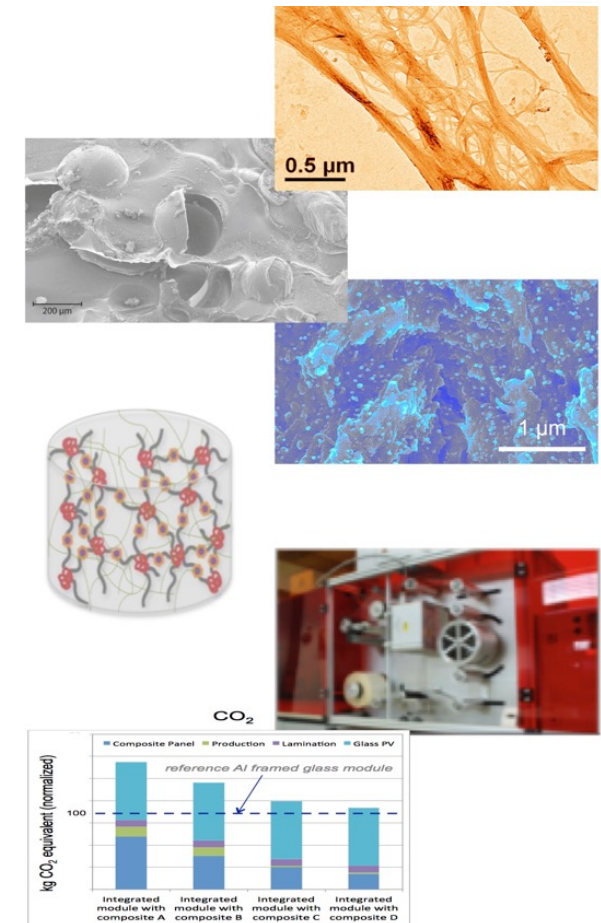 0.5 µm
200 µm
1 µm
CO2
Composite Panel Production Lamination Glass PV
reference Al framed glass module
kg CO2 equivalent (normalized)
100
Integrated module with composite A
Integrated module with composite B
Integrated module with composite C
Integrated module with composite D